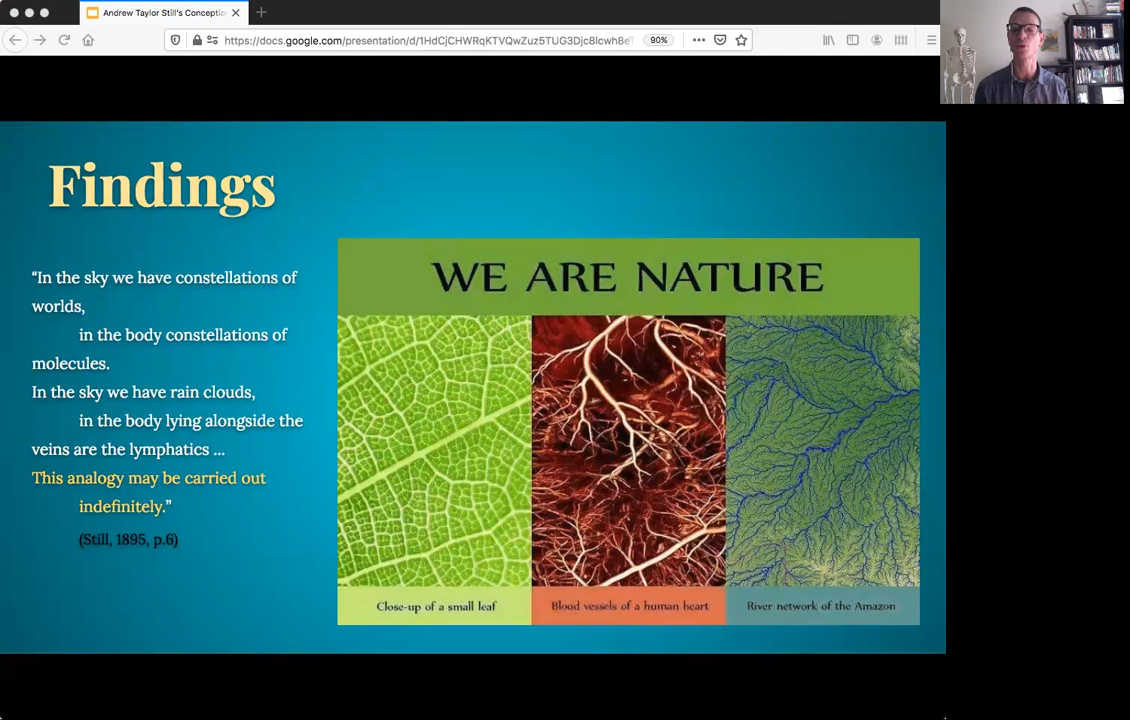 Andrew Taylor Still's Conceptio
https://docs.google.com/presentation/d/1HdCjCHWRqKTVQwZuz5TUG3Djc8lcwh8eT
90%
Findings
“In the sky we have constellations of
worlds,
in the body constellations of
molecules.
In the sky we have rain clouds,
in the body lying alongside the
veins are the lymphatics ...
This analogy may be carried out
indefinitely.”
(Still, 1895, p.6)
WE ARE NATURE
Close-up of a small leaf
Blood vessels of a human heart
River network of the Amazon